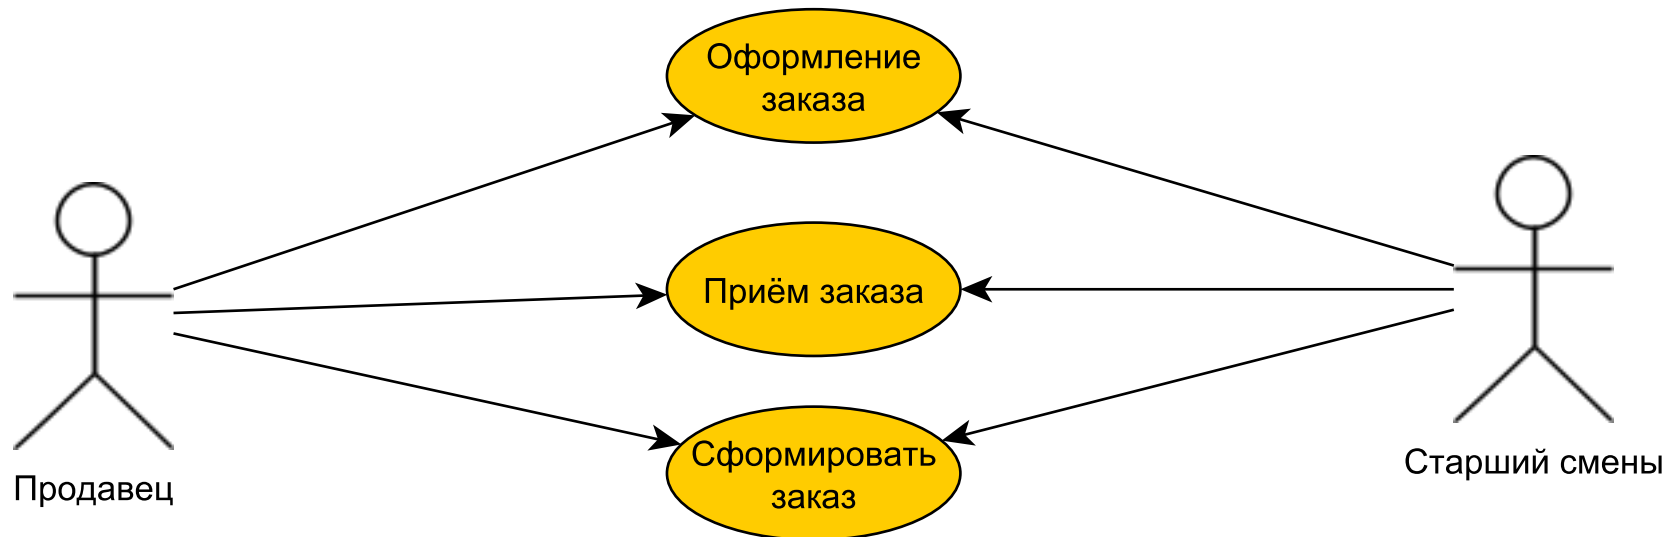 Оформление
заказа
Приём заказа
Сформировать
заказ
Продавец
Старший смены